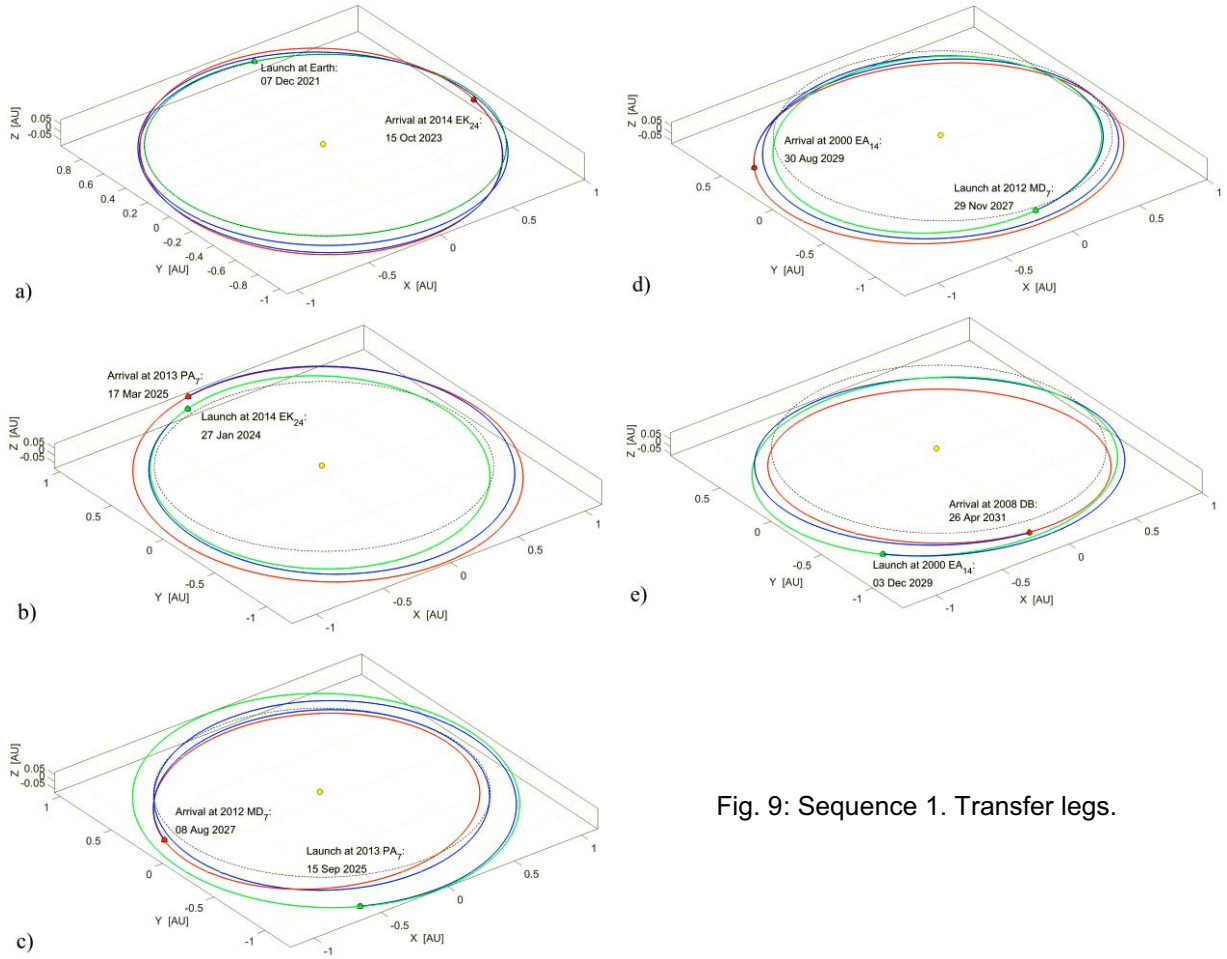 Launch at Earth:
07 Dec 2021
Arrival at 2014 EK24:
15 Oct 2023
Z [AU]
0.05
0
-0.05
0.8
0.6
0.4
0.2
0
-0.2
-0.4
-0.6
-0.8
-1
Y [AU]
-1
-0.5
0
0.5
1
X [AU]
a)
Arrival at 2013 PA7:
17 Mar 2025
Launch at 2014 EK24:
27 Jan 2024
Z [AU]
0.05
0
-0.05
1
0.5
0
-0.5
-1
Y [AU]
-1
-0.5
0
0.5
1
X [AU]
b)
Arrival at 2012 MD7:
08 Aug 2027
Launch at 2013 PA7:
15 Sep 2025
Z [AU]
0.05
0
-0.05
1
0.5
0
-0.5
-1
Y [AU]
-1
-0.5
0
0.5
1
X [AU]
c)
Arrival at 2000 EA14:
30 Aug 2029
Launch at 2012 MD7:
29 Nov 2027
Z [AU]
0.05
0
-0.05
0.5
0
-0.5
-1
Y [AU]
-1
-0.5
0
0.5
1
X [AU]
d)
Arrival at 2008 DB:
26 Apr 2031
Launch at 2000 EA14:
03 Dec 2029
Z [AU]
0.05
0
-0.05
0.5
0
-0.5
-1
Y [AU]
-1
-0.5
0
0.5
1
X [AU]
e)
Fig. 9: Sequence 1. Transfer legs.